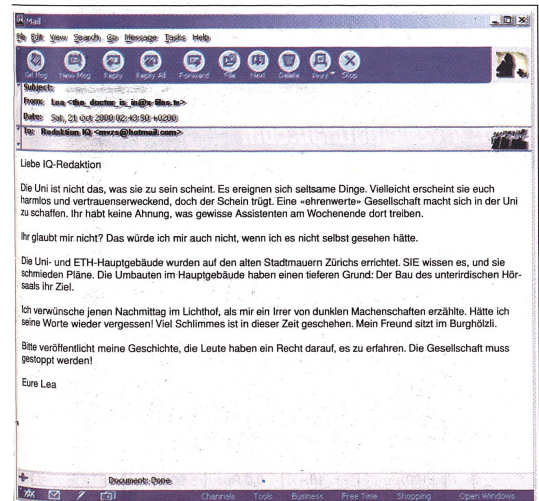 Mail
File Edit View Search Go Message Tasks Help
Get Msg New Msg Reply Reply All Forward File Next Delete Print Stop
Subject:
From: Lea <the_doctor_is_in@x-files.tv>
Date: Sat, 21 Oct 2000 02:43:50 +0200
To: Redaktion IQ <mvzs@hotmail.com>
Liebe IQ-Redaktion
Die Uni ist nicht das, was sie zu sein scheint. Es ereignen sich seltsame Dinge. Vielleicht erscheint sie euch
harmlos und vertrauenserweckend, doch der Schein trügt. Eine «ehrenwerte» Gesellschaft macht sich in der Uni
zu schaffen. Ihr habt keine Ahnung, was gewisse Assistenten am Wochenende dort treiben.
Ihr glaubt mir nicht? Das würde ich mir auch nicht, wenn ich es nicht selbst gesehen hätte.
Die Uni- und ETH-Hauptgebäude wurden auf den alten Stadtmauern Zürichs errichtet. SIE wissen es, und sie
schmieden Pläne. Die Umbauten im Hauptgebäude haben einen tieferen Grund: Der Bau des unterirdischen Hör-
saals ihr Ziel.
Ich verwünsche jenen Nachmittag im Lichthof, als mir ein Irrer von dunklen Machenschaften erzählte. Hätte ich
seine Worte wieder vergessen! Viel Schlimmes ist in dieser Zeit geschehen. Mein Freund sitzt im Burghölzli.
Bitte veröffentlicht meine Geschichte, die Leute haben ein Recht darauf, es zu erfahren. Die Gesellschaft muss
gestoppt werden!
Eure Lea
Document: Done
Channels Tools Business Free Time Shopping Open Windows